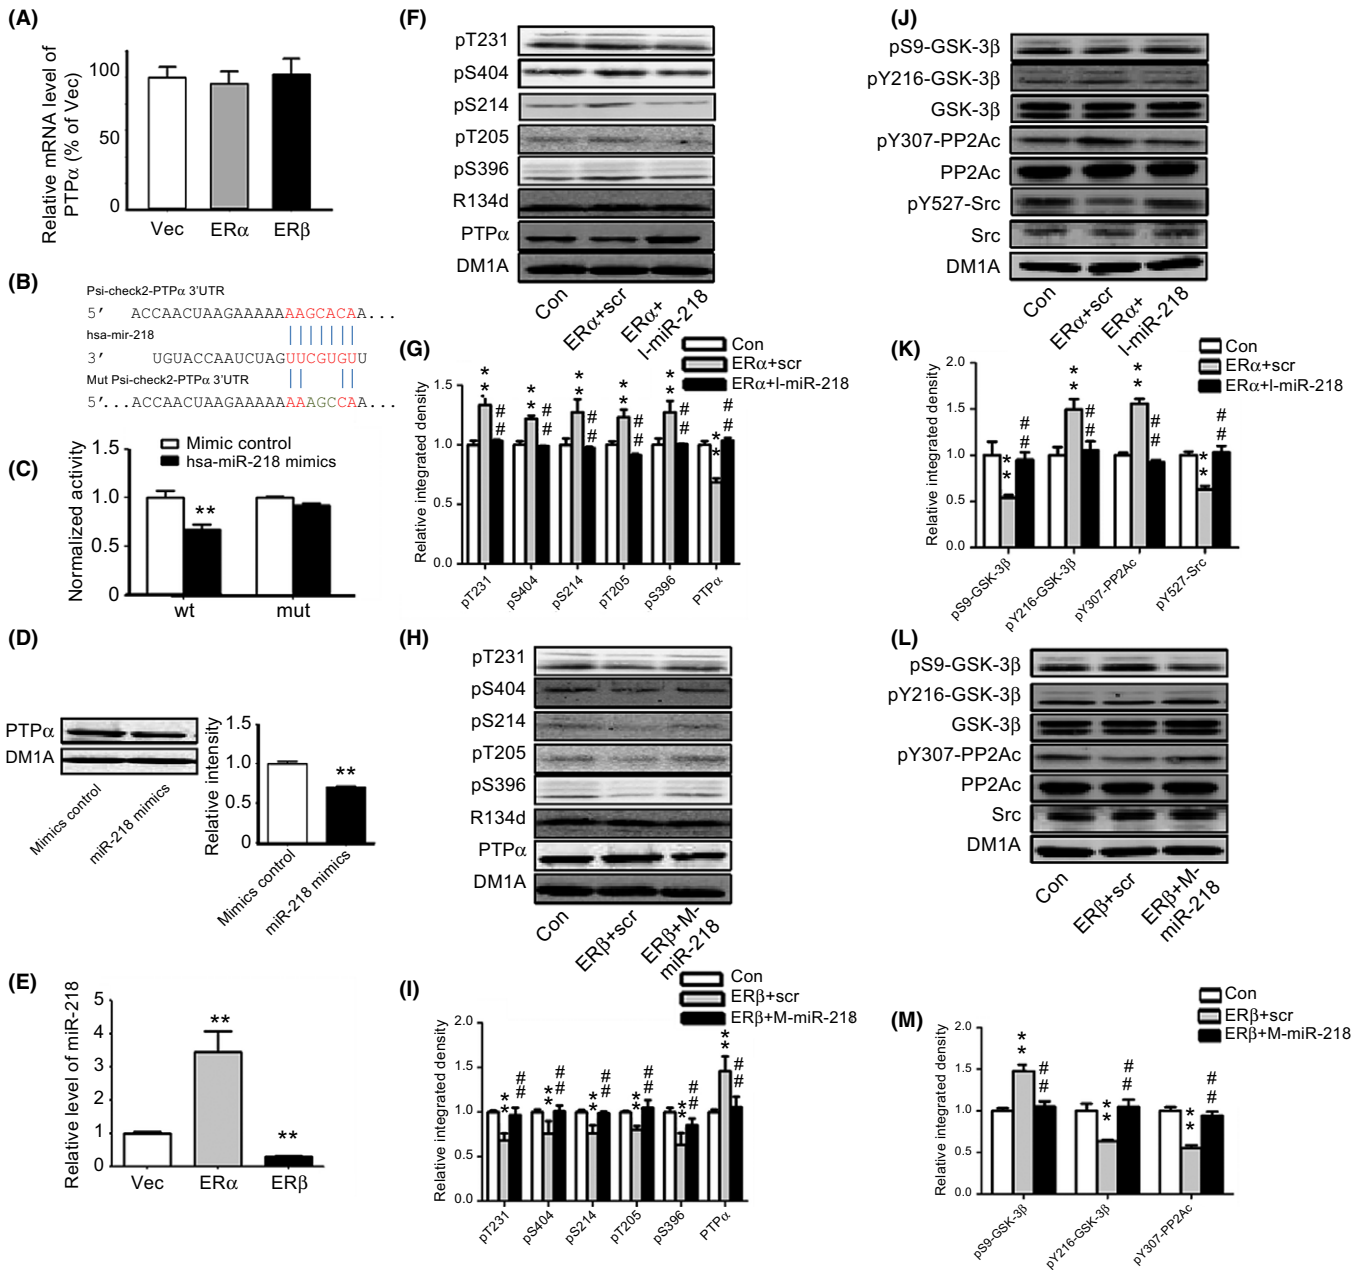 (A)
Relative mRNA level of
PTPα (% of Vec)
100
50
0
Vec ERα ERβ
(B)
Psi-check2-PTPα 3'UTR
5' ACCAACUAAGAAAAAAAGCACAA...
hsa-mir-218
3' UGUACCAAUCUAGUUCGUGUU
Mut Psi-check2-PTPα 3'UTR
5'...ACCAACUAAGAAAAAAAAGCCAA...
(C)
Normalized activity
Mimic control
hsa-miR-218 mimics
1.5
1.0
0.5
0
**
wt mut
(D)
PTPα
DM1A
Mimics control
miR-218 mimics
Relative intensity
1.5
1.0
0.5
0
**
Mimics control
miR-218 mimics
(E)
Relative level of miR-218
5
4
3
2
1
0
**
**
Vec ERα ERβ
(F)
pT231
pS404
pS214
pT205
pS396
R134d
PTPα
DM1A
Con
ERα+scr
ERα+
I-miR-218
(G)
Con
ERα+scr
ERα+I-miR-218
Relative integrated density
1.5
1.0
0.5
0.0
** ** ** ** ** **
## ## ## ## ## ##
pT231 pS404 pS214 pT205 pS396 PTPα
(H)
pT231
pS404
pS214
pT205
pS396
R134d
PTPα
DM1A
Con
ERβ+scr
ERβ+M-
miR-218
(I)
Con
ERβ+scr
ERβ+M-miR-218
Relative integrated density
2.0
1.5
1.0
0.5
0.0
** ** ** ** ** **
## ## ## ## ## ##
pT231 pS404 pS214 pT205 pS396 PTPα
(J)
pS9-GSK-3β
pY216-GSK-3β
GSK-3β
pY307-PP2Ac
PP2Ac
pY527-Src
Src
DM1A
Con
ERα+scr
ERα+
I-miR-218
(K)
Con
ERα+scr
ERα+I-miR-218
Relative integrated density
2.0
1.5
1.0
0.5
0.0
** ** ** **
## ## ## ##
pS9-GSK-3β pY216-GSK-3β pY307-PP2Ac pY527-Src
(L)
pS9-GSK-3β
pY216-GSK-3β
GSK-3β
pY307-PP2Ac
PP2Ac
Src
DM1A
Con
ERβ+scr
ERβ+M-
miR-218
(M)
Con
ERβ+scr
ERβ+M-miR-218
Relative integrated density
2.0
1.5
1.0
0.5
0.0
** ** **
## ## ##
pS9-GSK-3β pY216-GSK-3β pY307-PP2Ac